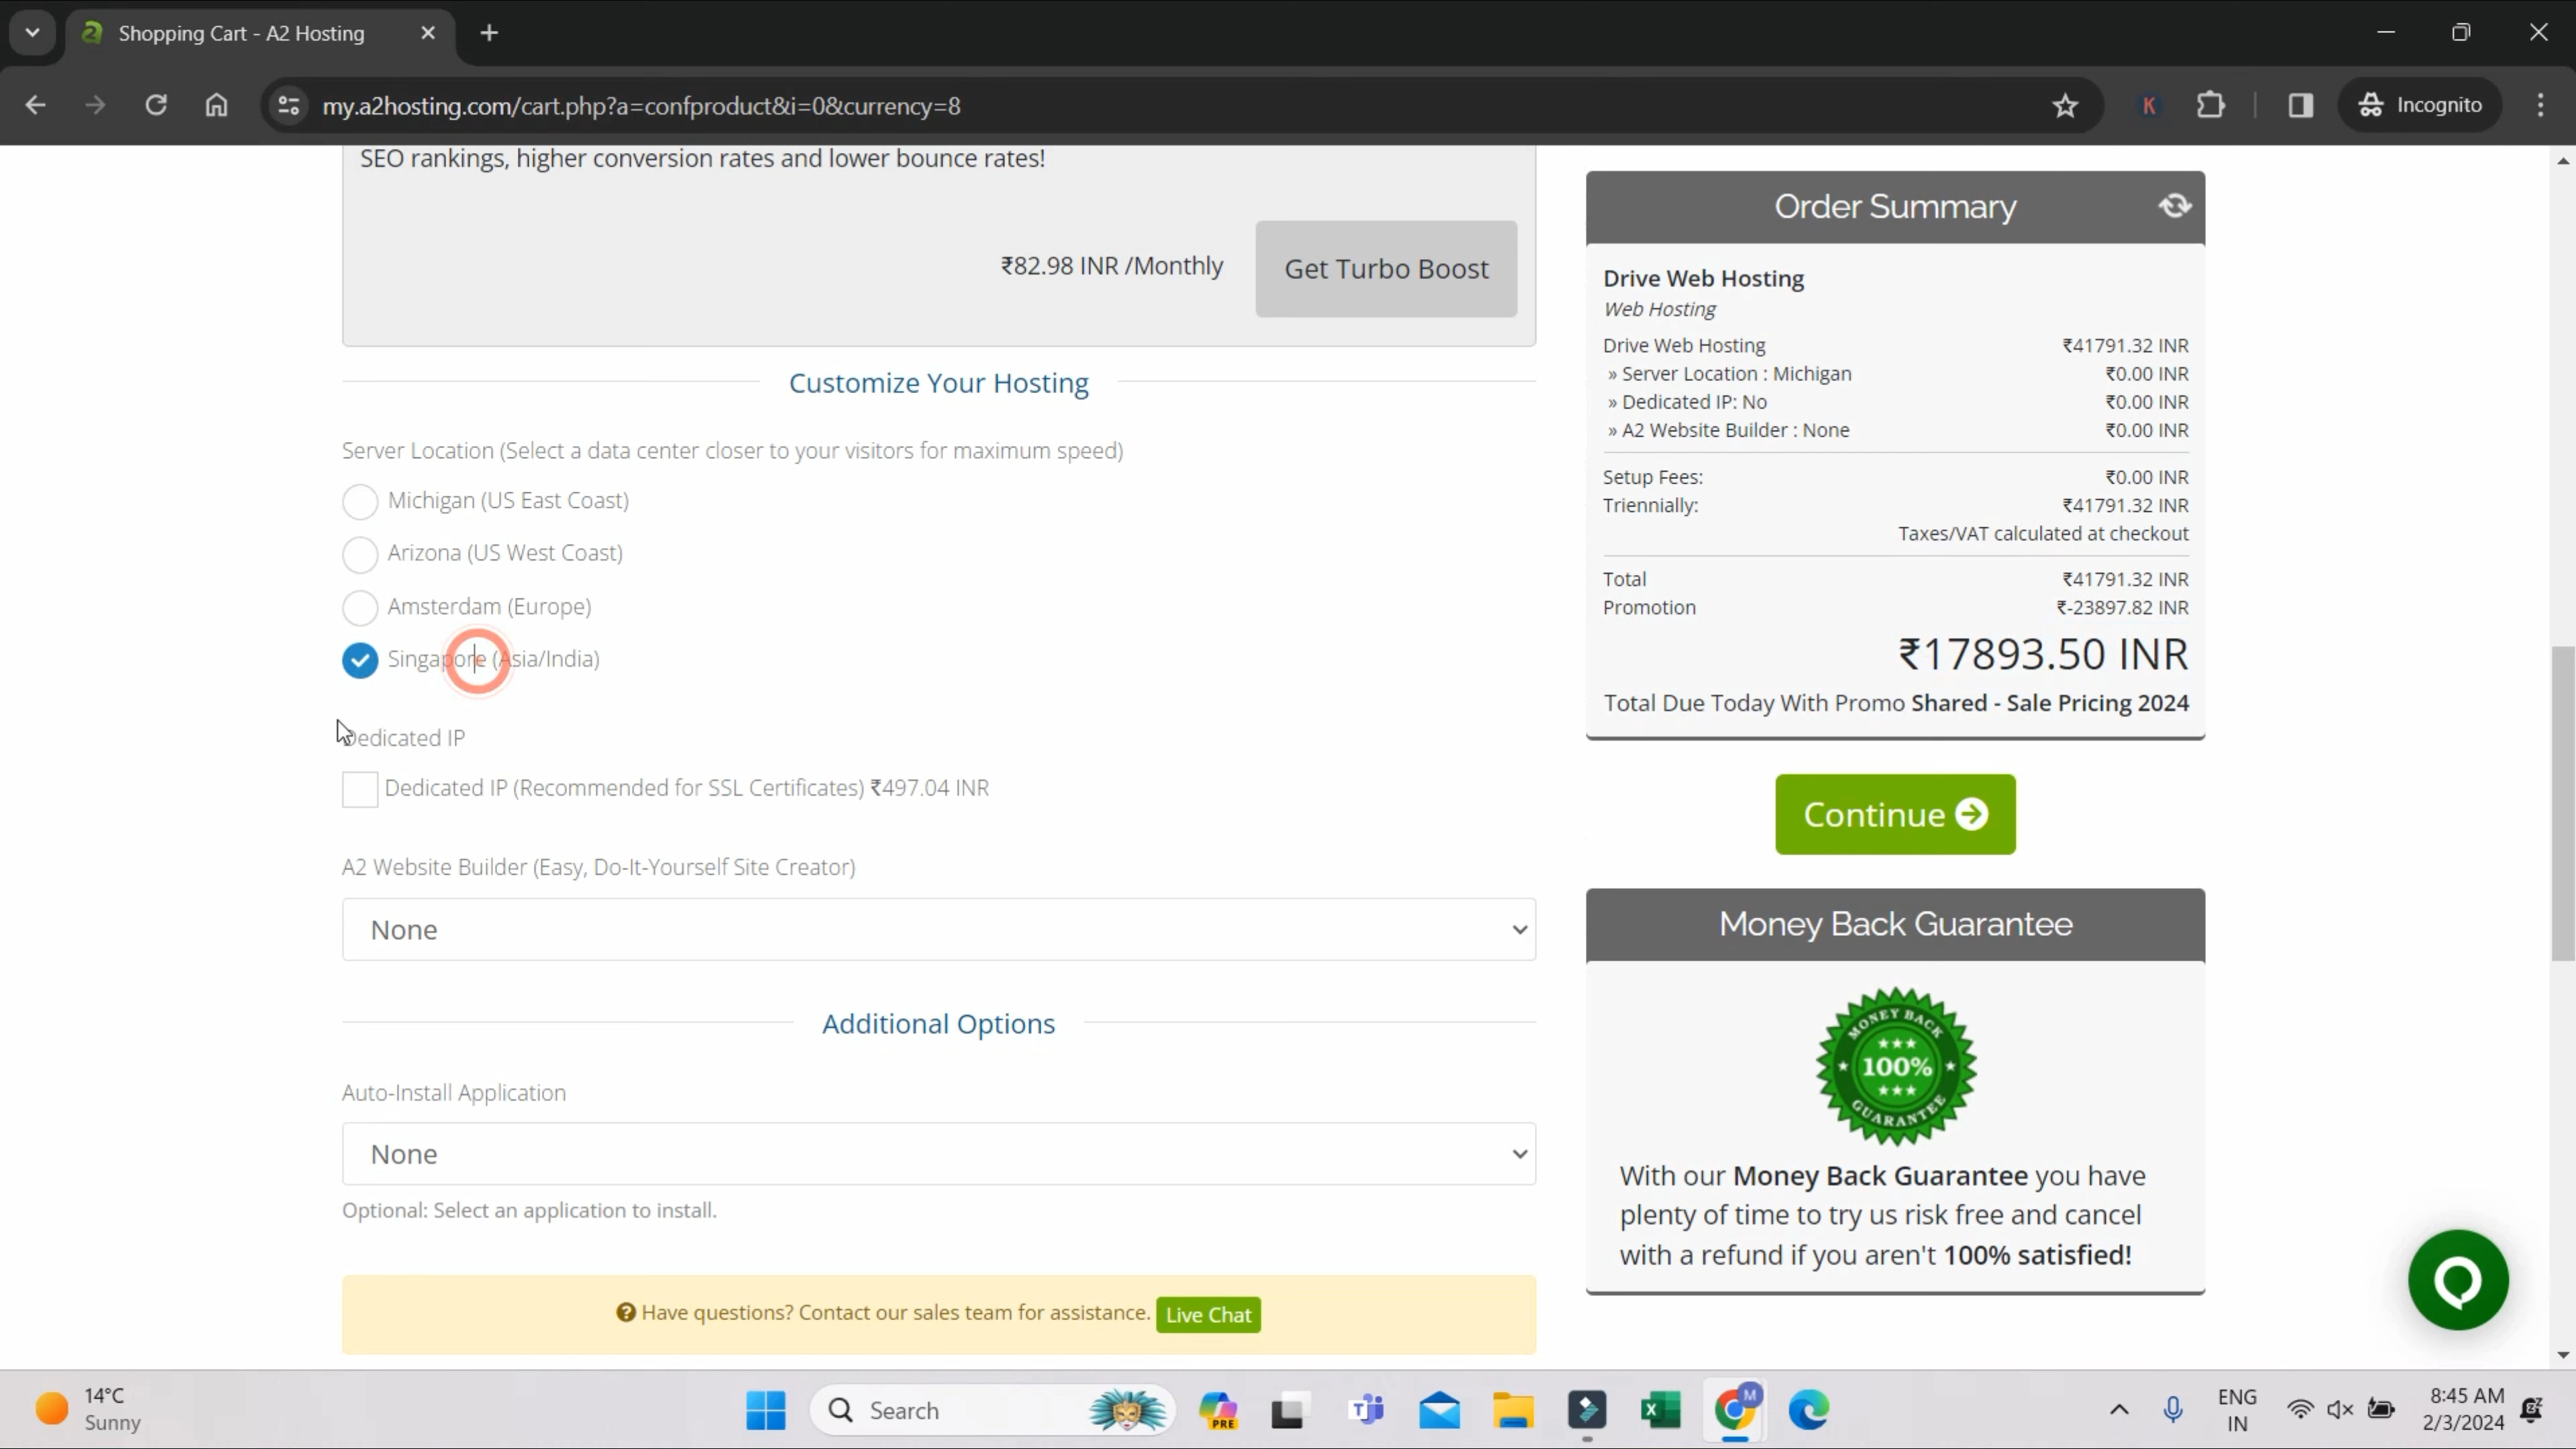 Shopping Cart - A2 Hosting
my.a2hosting.com/cart.php?a=confproduct&i=0&currency=8
K
Incognito
SEO rankings, higher conversion rates and lower bounce rates!
₹82.98 INR /Monthly
Get Turbo Boost
Customize Your Hosting
Server Location (Select a data center closer to your visitors for maximum speed)
Michigan (US East Coast)
Arizona (US West Coast)
Amsterdam (Europe)
Singapore (Asia/India)
Dedicated IP
Dedicated IP (Recommended for SSL Certificates) ₹497.04 INR
A2 Website Builder (Easy, Do-It-Yourself Site Creator)
None
Additional Options
Auto-Install Application
None
Optional: Select an application to install.
Have questions? Contact our sales team for assistance. Live Chat
Order Summary
Drive Web Hosting
Web Hosting
Drive Web Hosting ₹41791.32 INR
» Server Location : Michigan ₹0.00 INR
» Dedicated IP: No ₹0.00 INR
» A2 Website Builder : None ₹0.00 INR
Setup Fees: ₹0.00 INR
Triennially: ₹41791.32 INR
Taxes/VAT calculated at checkout
Total ₹41791.32 INR
Promotion ₹-23897.82 INR
₹17893.50 INR
Total Due Today With Promo Shared - Sale Pricing 2024
Continue
Money Back Guarantee
MONEY BACK
100%
GUARANTEE
With our Money Back Guarantee you have
plenty of time to try us risk free and cancel
with a refund if you aren't 100% satisfied!
14°C
Sunny
Search
PRE
M
ENG
IN
8:45 AM
2/3/2024